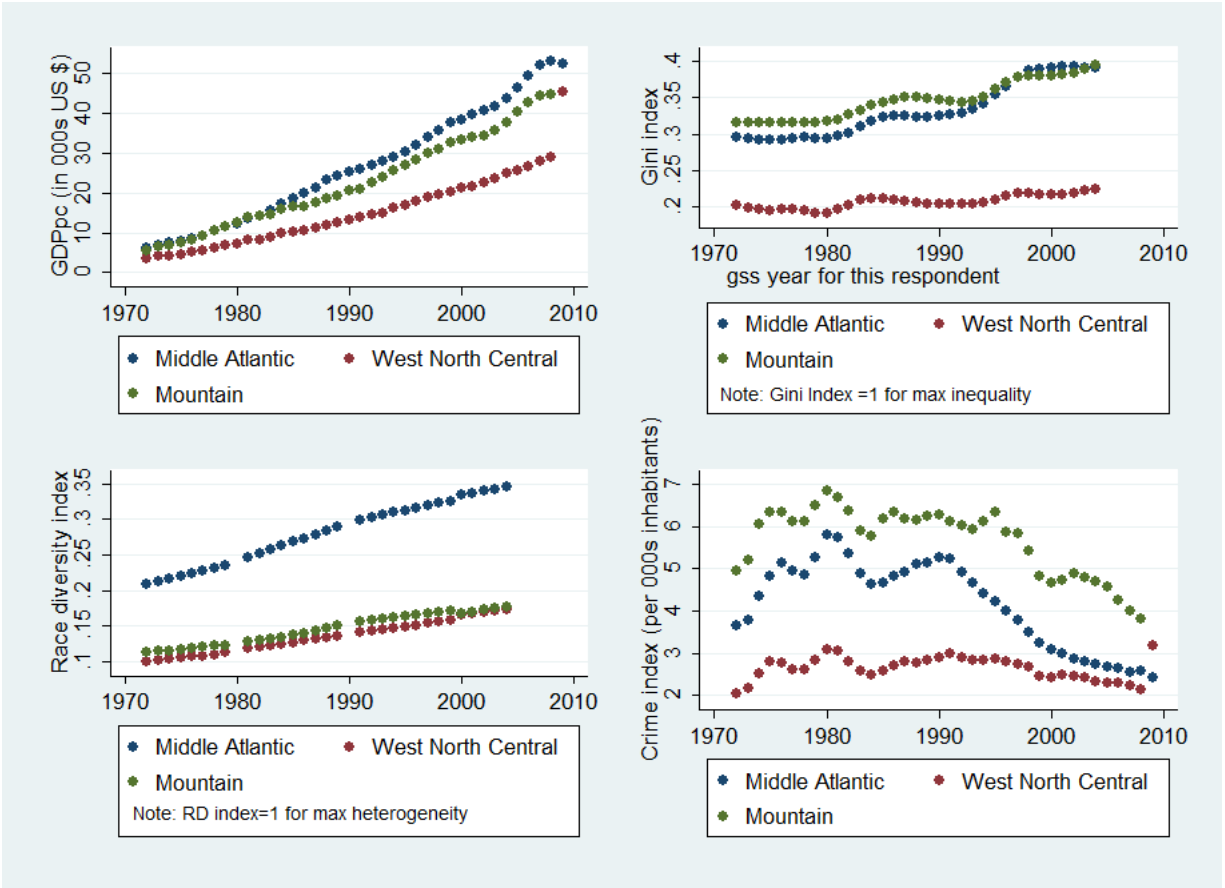 GDPpc (in 000s US $)
50
40
30
20
10
0
1970 1980 1990 2000 2010
Middle Atlantic West North Central
Mountain
Gini index
.4
.35
.3
.25
.2
1970 1980 1990 2000 2010
gss year for this respondent
Middle Atlantic West North Central
Mountain
Note: Gini Index =1 for max inequality
Race diversity index
.35
.3
.25
.2
.15
.1
1970 1980 1990 2000 2010
Middle Atlantic West North Central
Mountain
Note: RD index=1 for max heterogeneity
Crime index (per 000s inhabitants)
7
6
5
4
3
2
1970 1980 1990 2000 2010
Middle Atlantic West North Central
Mountain